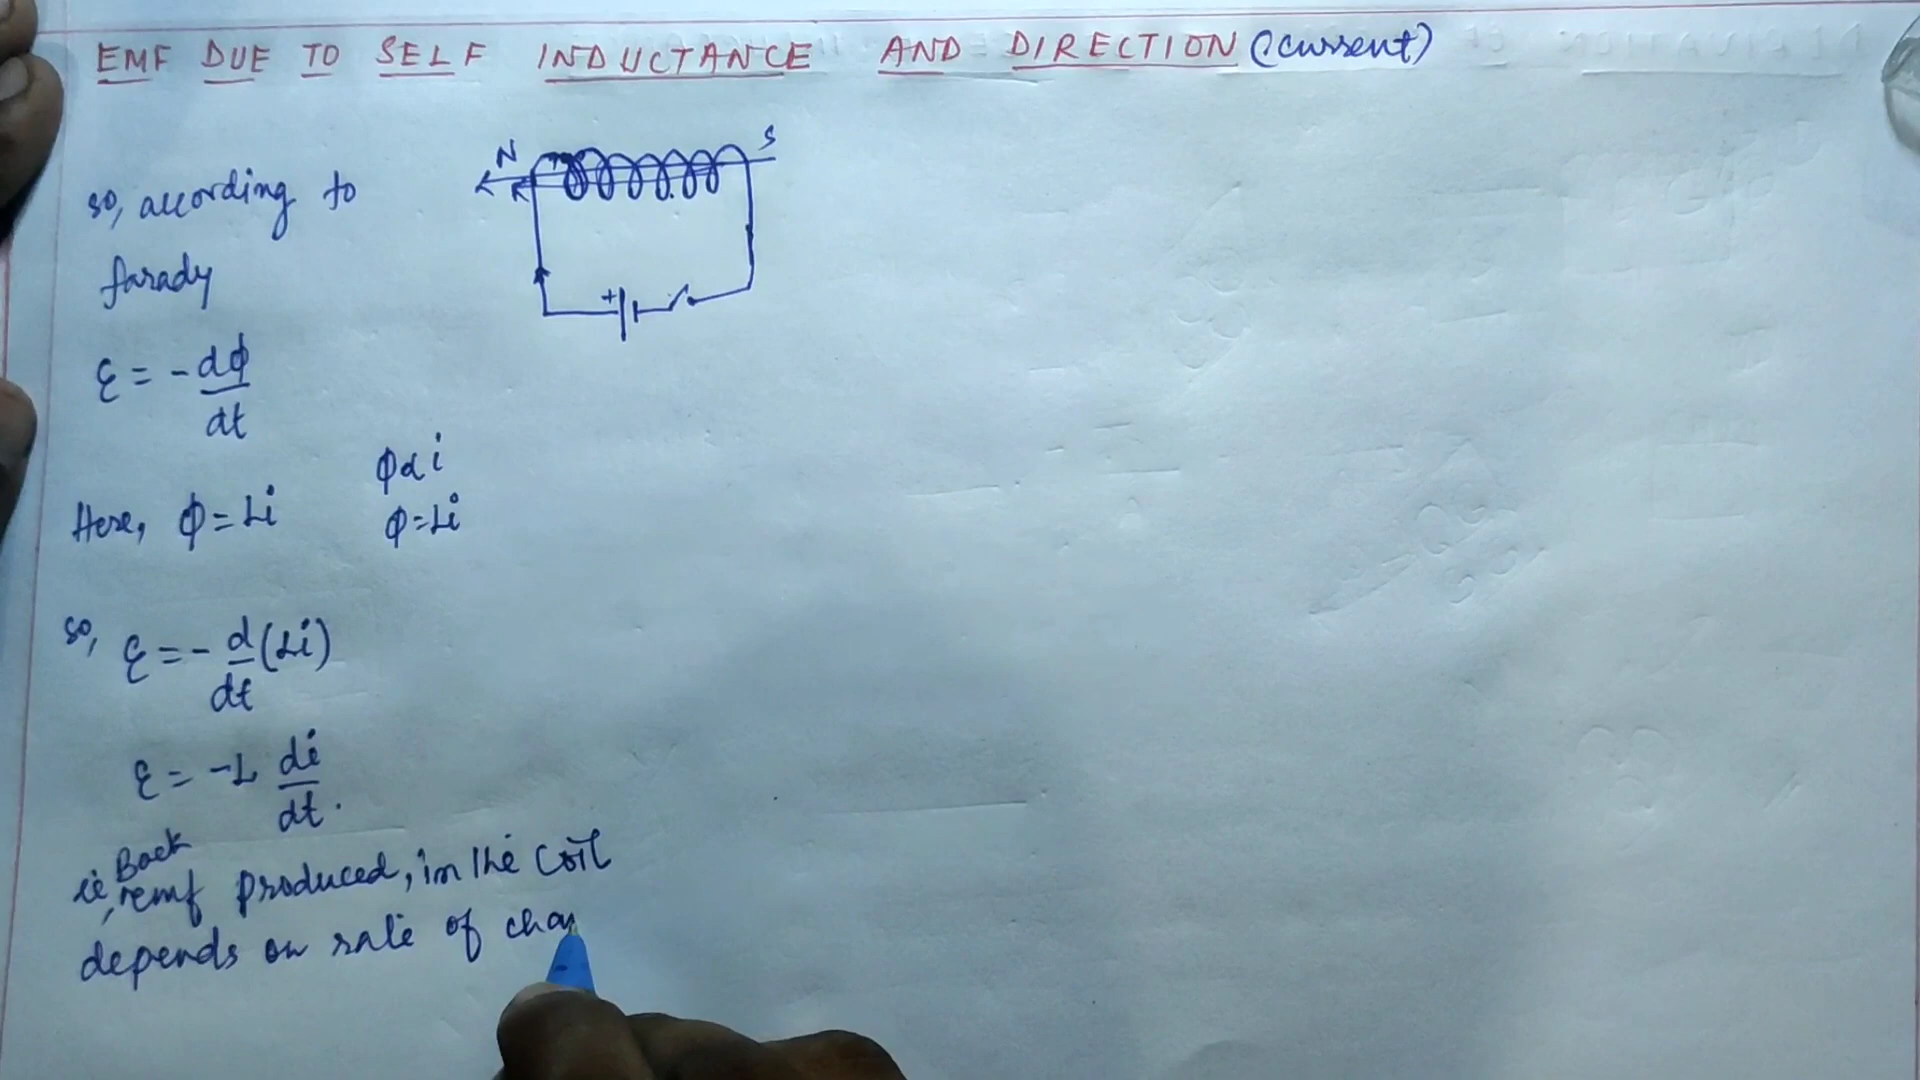 EMF DUE TO SELF INDUCTANCE AND DIRECTION (current)
N S
so, according to
farady
+
ε = - dϕ/dt
ϕ α i
Here, ϕ = Li ϕ = Li
so, ε = - d/dt (Li)
ε = - L di/dt .
Back
ie, emf produced, in the coil
depends on rate of chan